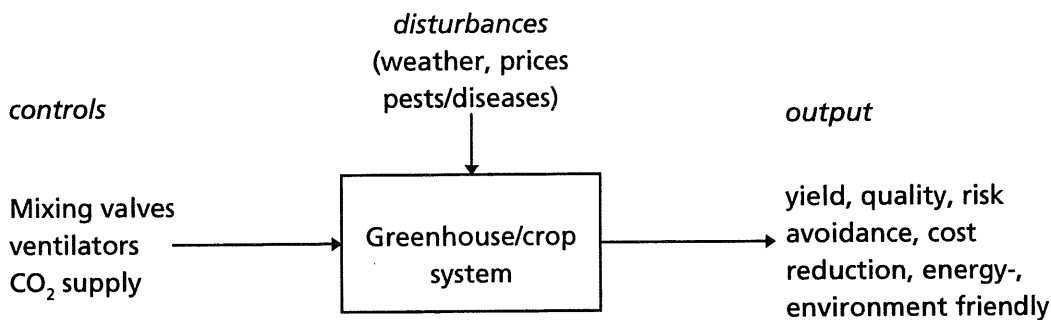 disturbances
(weather, prices
pests/diseases)
controls
output
Mixing valves
ventilators
CO₂ supply
Greenhouse/crop
system
yield, quality, risk
avoidance, cost
reduction, energy-,
environment friendly